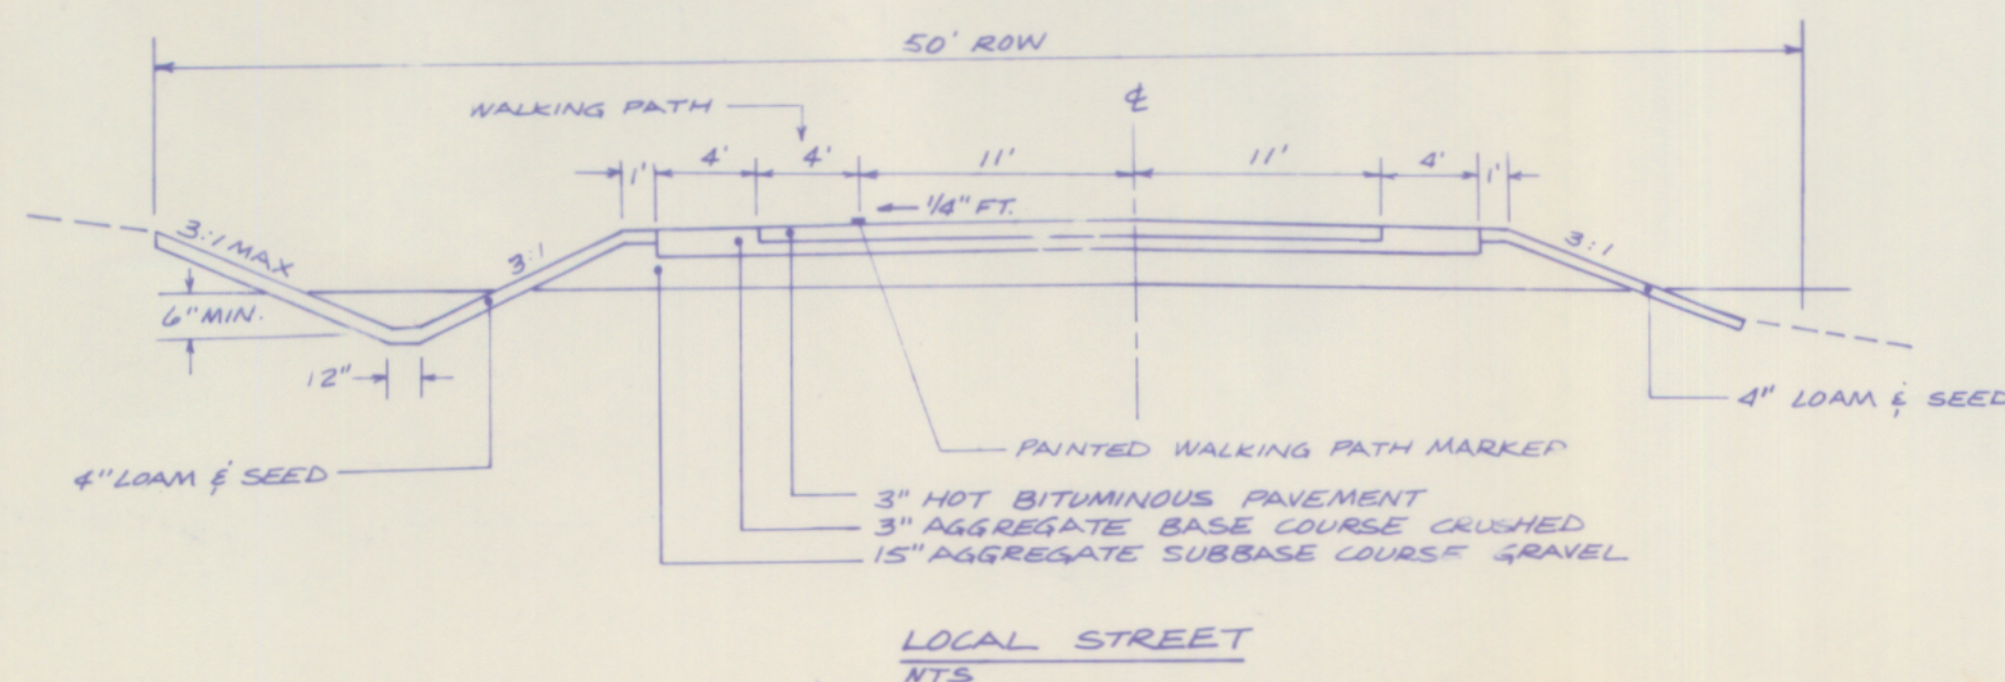 50' ROW
WALKING PATH
℄
1' 4' 4' 11' 11' 4' 1'
1/4" FT.
3:1 MAX
3:1
3:1
6" MIN.
12"
4" LOAM & SEED
PAINTED WALKING PATH MARKER
4" LOAM & SEED
3" HOT BITUMINOUS PAVEMENT
3" AGGREGATE BASE COURSE CRUSHED
15" AGGREGATE SUBBASE COURSE GRAVEL
LOCAL STREET
NTS